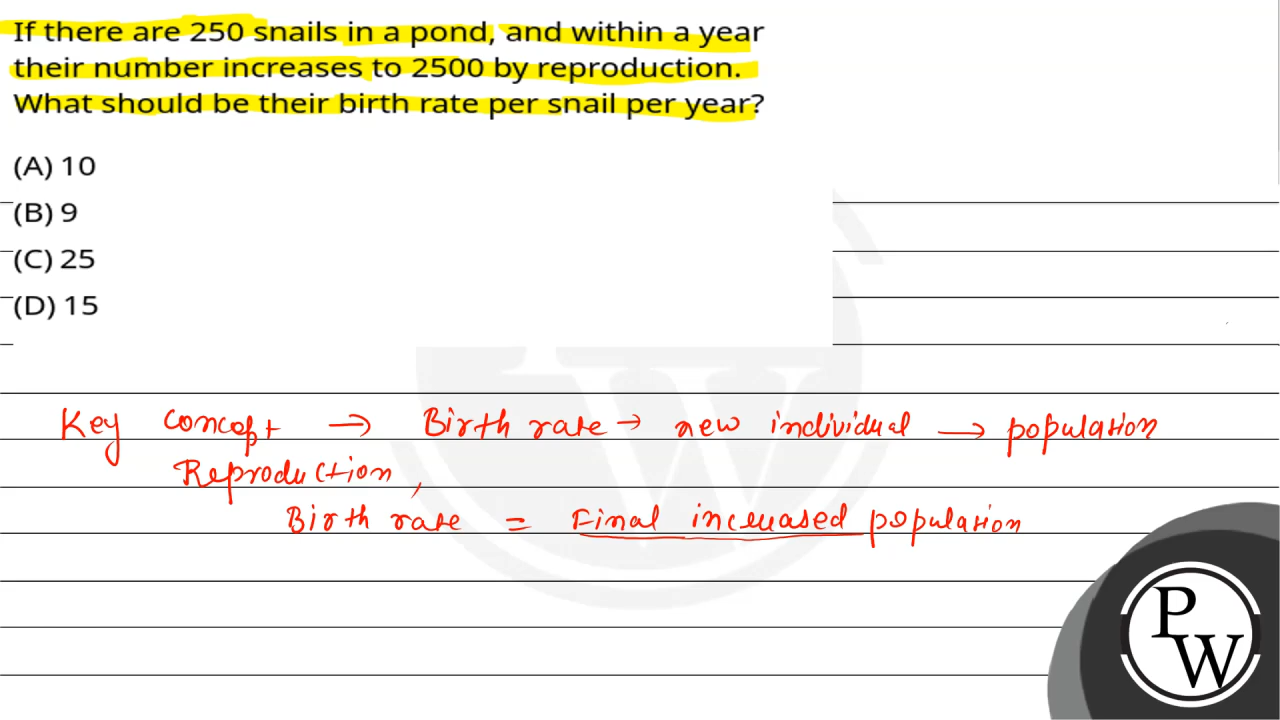 If there are 250 snails in a pond, and within a year
their number increases to 2500 by reproduction.
What should be their birth rate per snail per year?
(A) 10
(B) 9
(C) 25
(D) 15
Key concept → Birth rate → new individual → population
Reproduction,
Birth rate = Final increased population
P
W